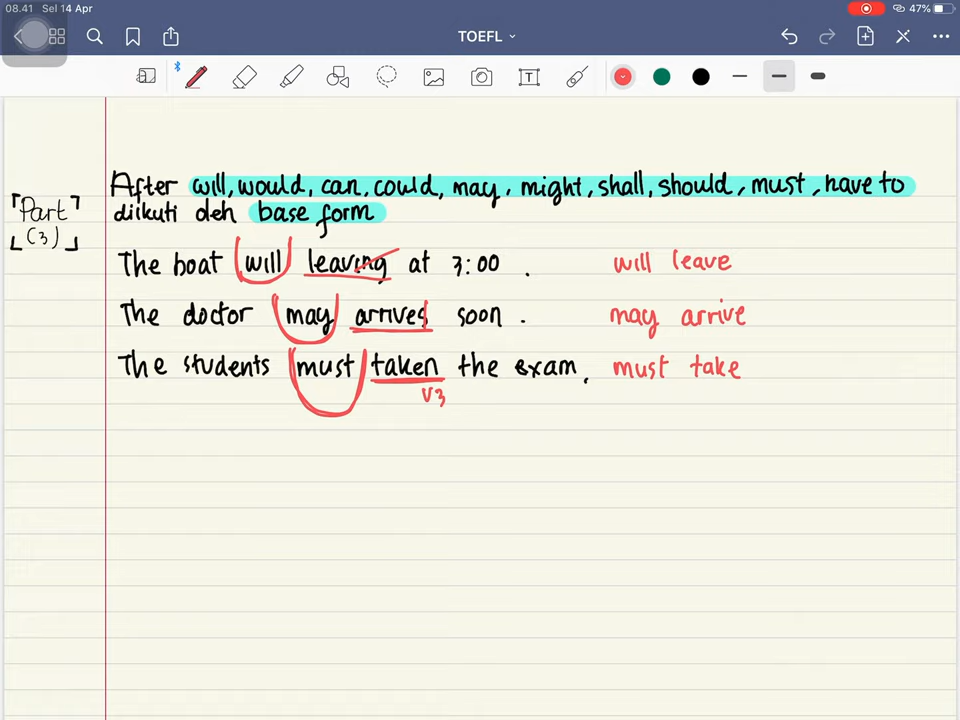 08.41 Sel 14 Apr
47%
TOEFL
T
After will, would, can, could, may, might, shall, should, must, have to
diikuti oleh base form
Part
(3)
The boat will leaving at 3:00 .
will leave
The doctor may arrives soon .
may arrive
The students must taken the exam.
must take
V3